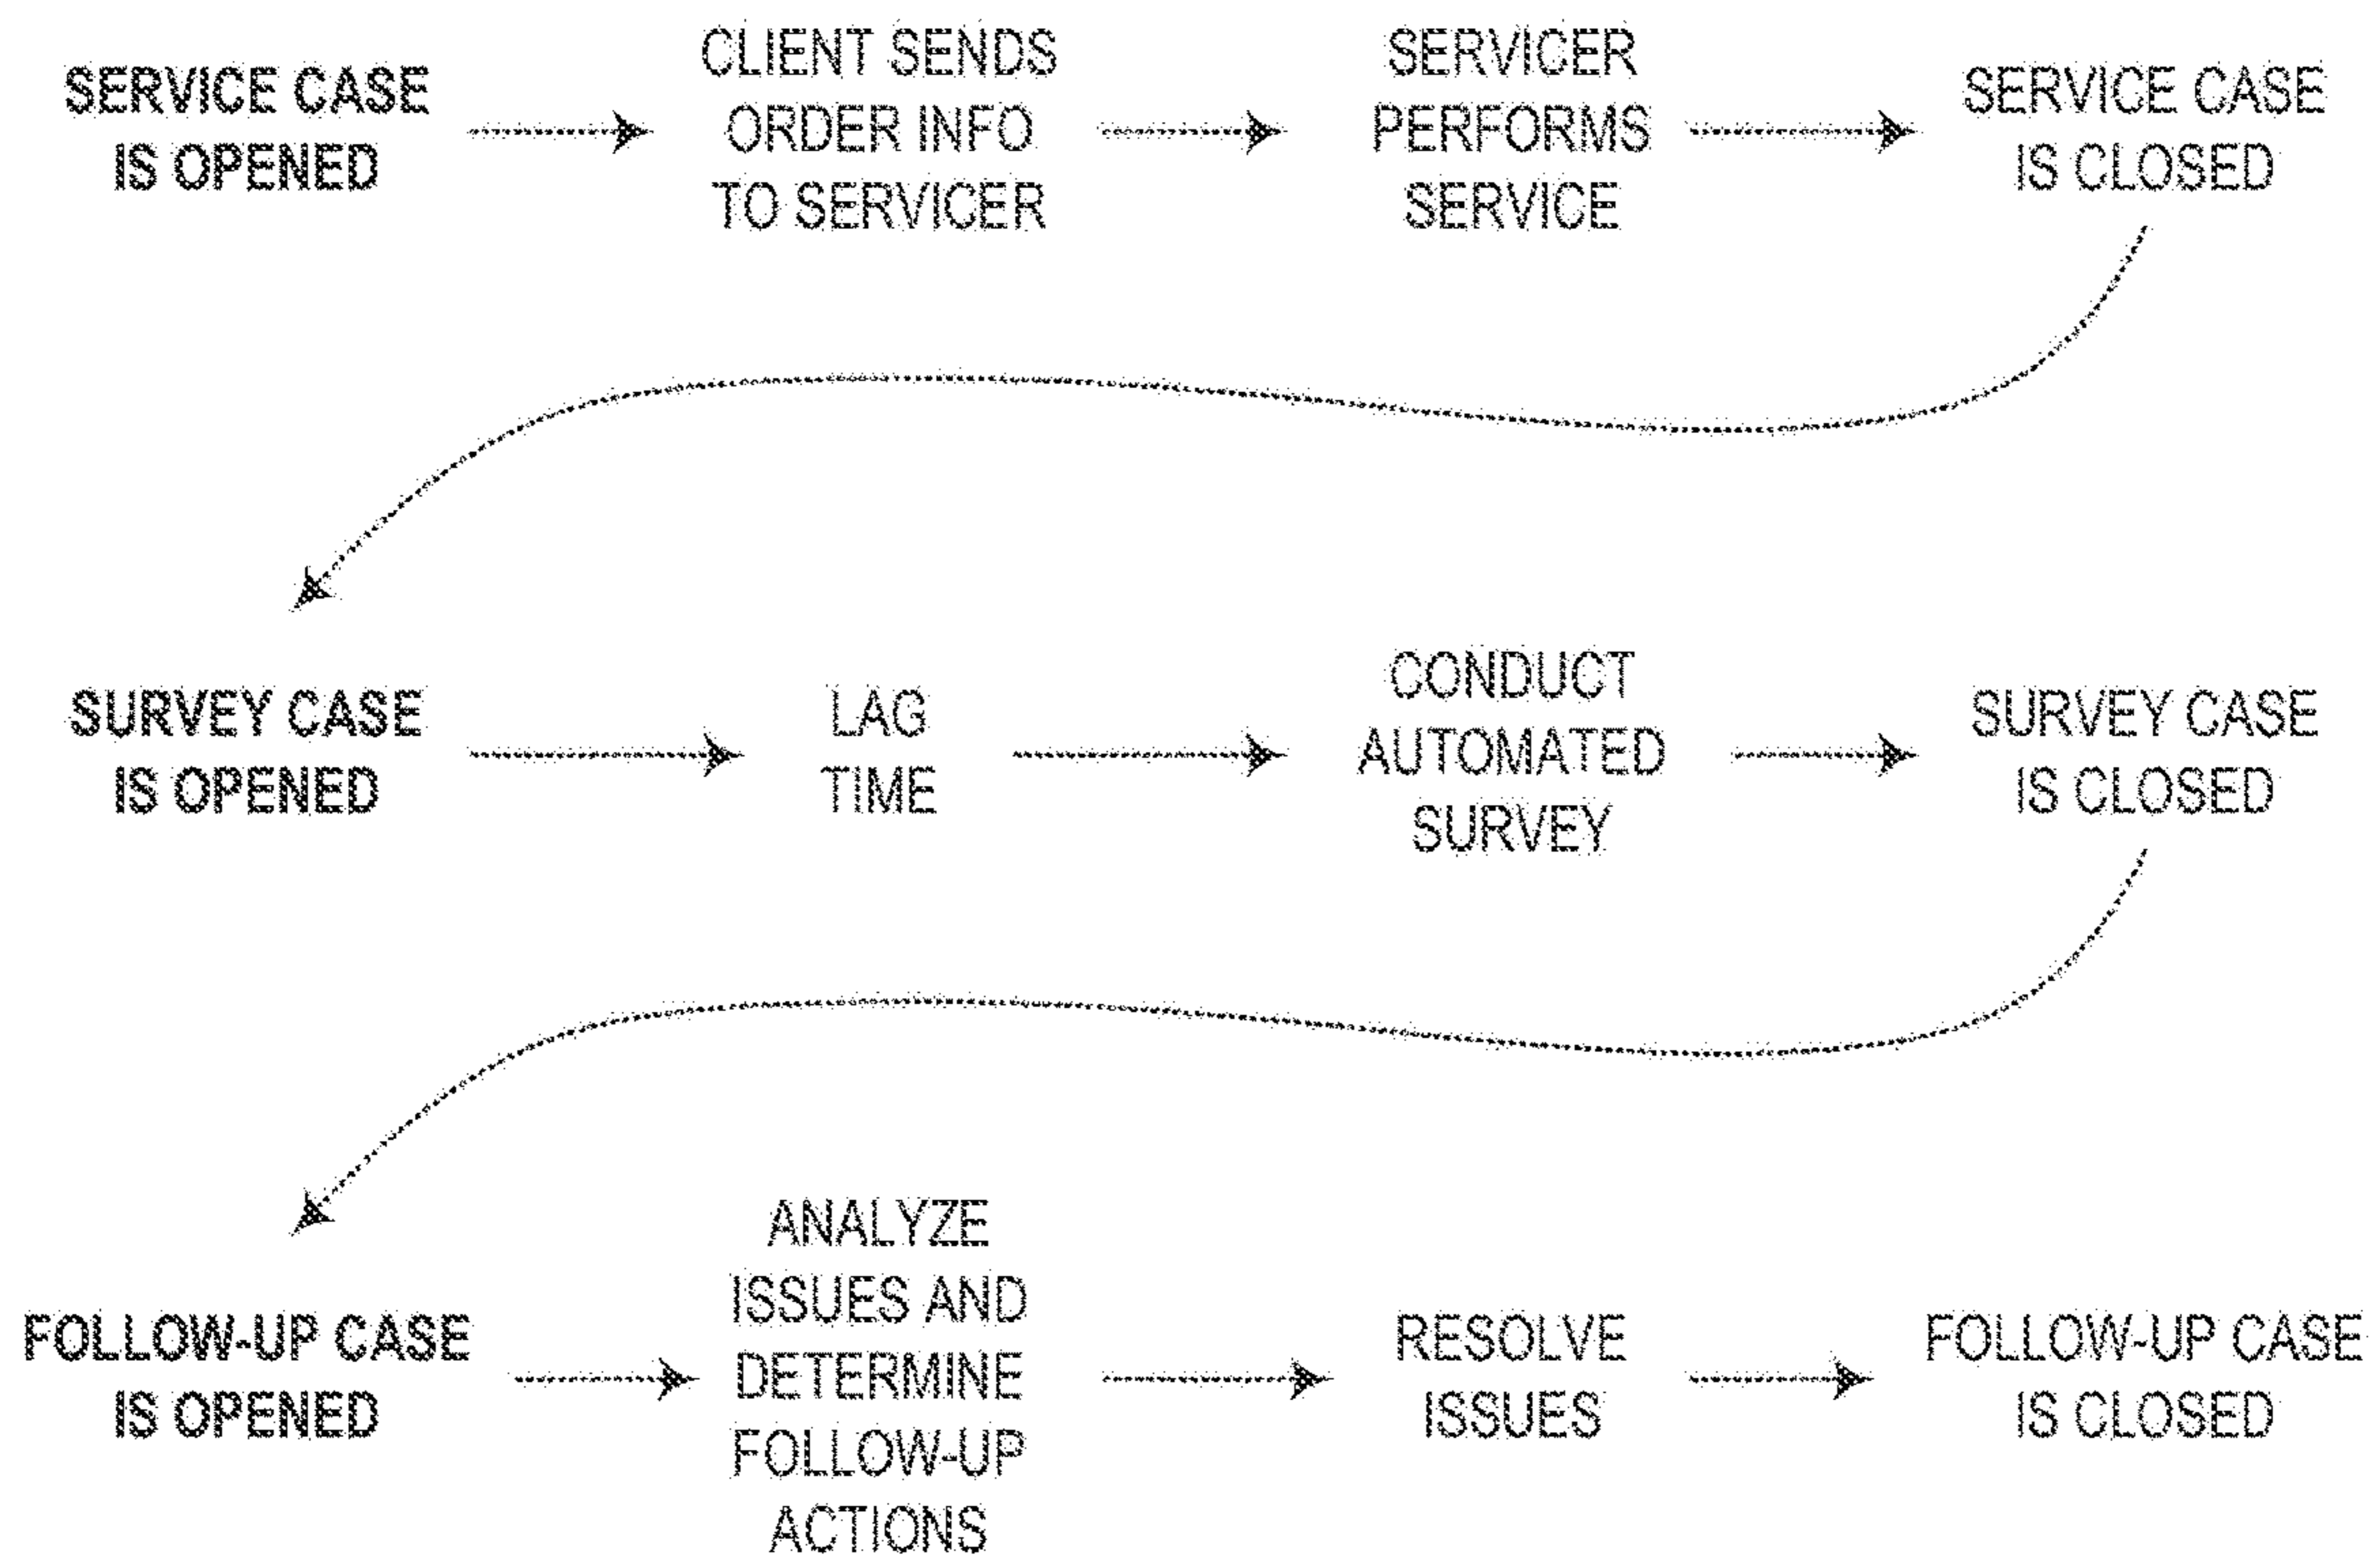 SERVICE CASE
IS OPENED
CLIENT SENDS
ORDER INFO
TO SERVICER
SERVICER
PERFORMS
SERVICE
SERVICE CASE
IS CLOSED
SURVEY CASE
IS OPENED
LAG
TIME
CONDUCT
AUTOMATED
SURVEY
SURVEY CASE
IS CLOSED
FOLLOW-UP CASE
IS OPENED
ANALYZE
ISSUES AND
DETERMINE
FOLLOW-UP
ACTIONS
RESOLVE
ISSUES
FOLLOW-UP CASE
IS CLOSED